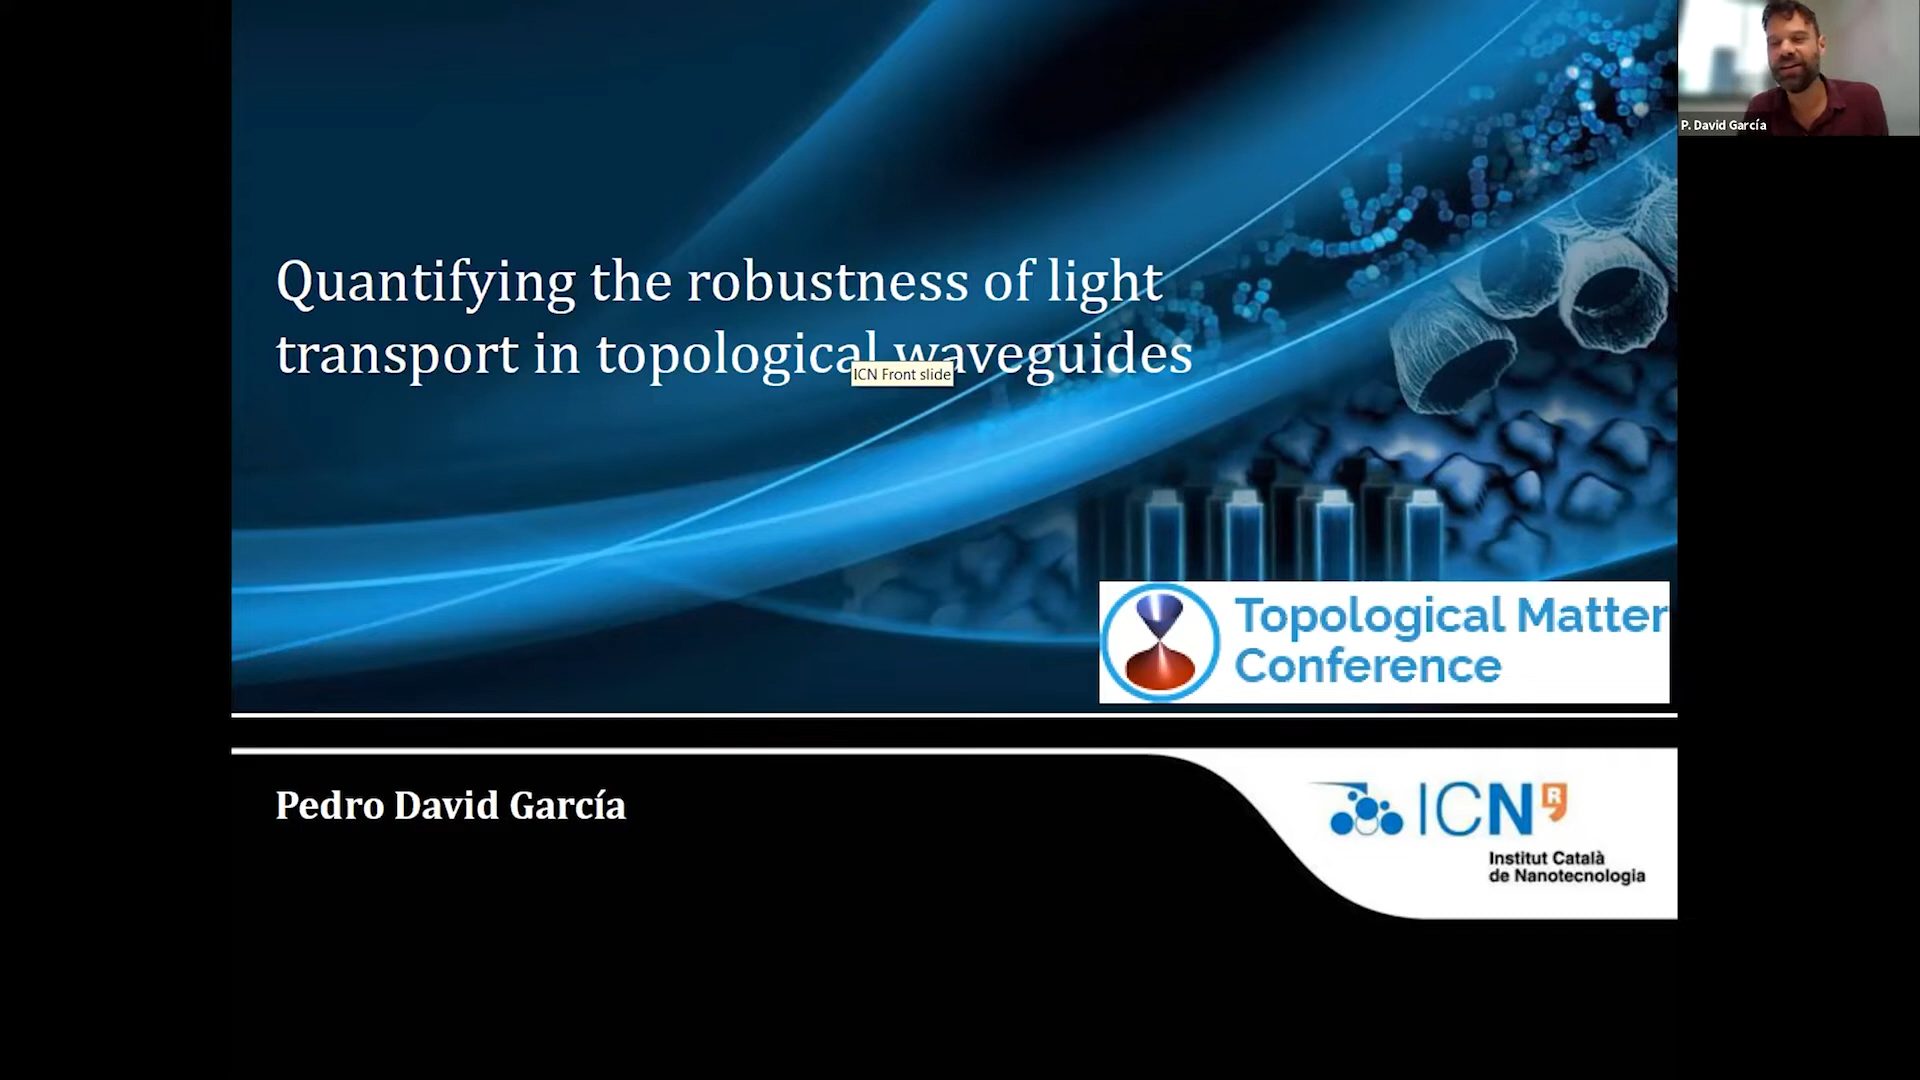 P. David García
Quantifying the robustness of light
transport in topological waveguides
ICN Front slide
Topological Matter
Conference
Pedro David García
ICN
R
Institut Català
de Nanotecnologia